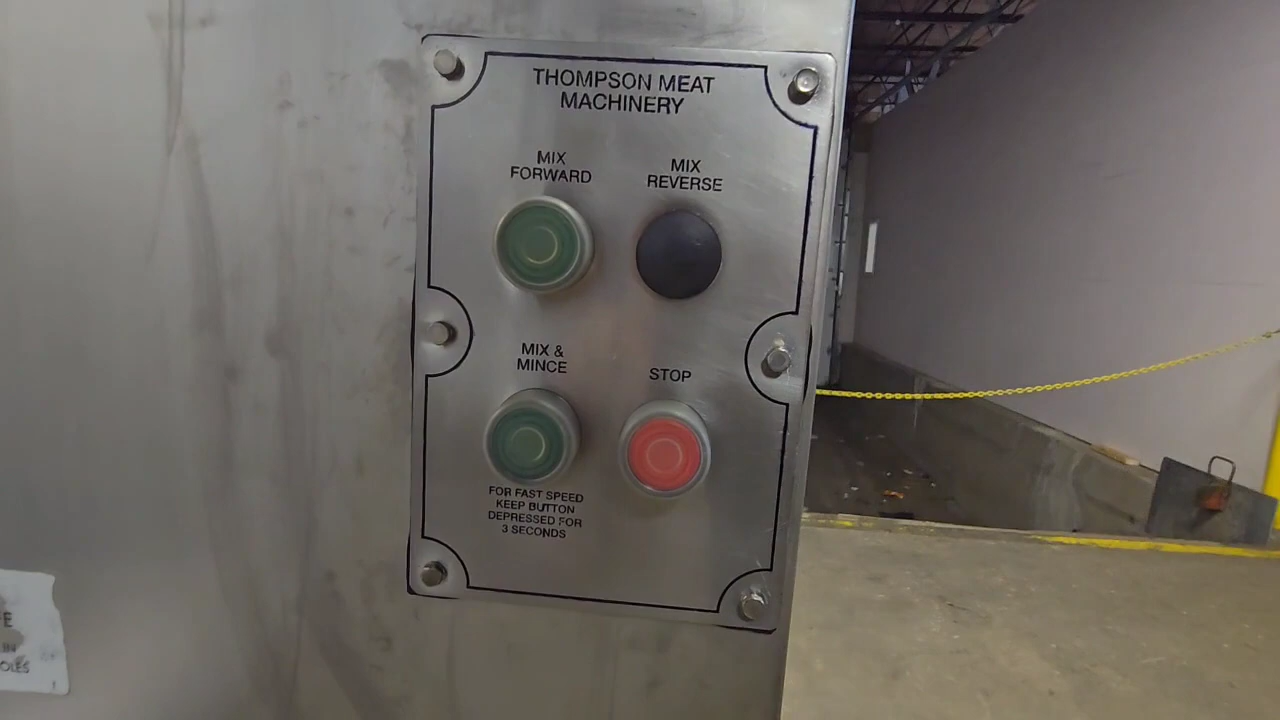 THOMPSON MEAT
MACHINERY
MIX
FORWARD
MIX
REVERSE
MIX &
MINCE
STOP
FOR FAST SPEED
KEEP BUTTON
DEPRESSED FOR
3 SECONDS